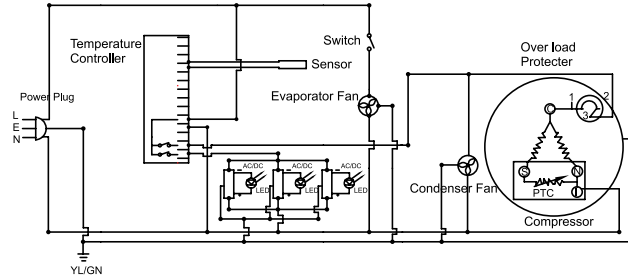 Temperature
Controller
Switch
Sensor
Over load
Protecter
Evaporator Fan
Power Plug
L
E
N
1
2
3
C
AC/DC
AC/DC
AC/DC
LED
LED
LED
Condenser Fan
S
N
PTC
Compressor
YL/GN